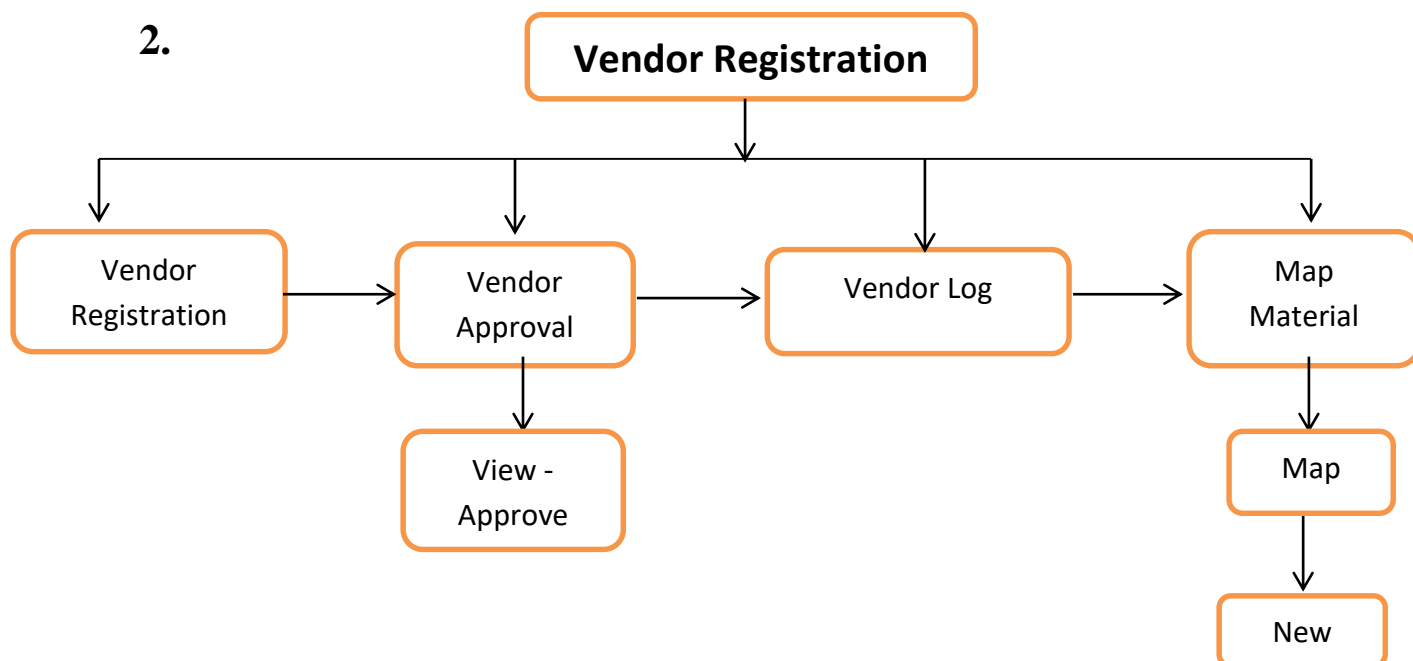 2.
Vendor Registration
Vendor
Registration
Vendor
Approval
Vendor Log
Map
Material
View -
Approve
Map
New